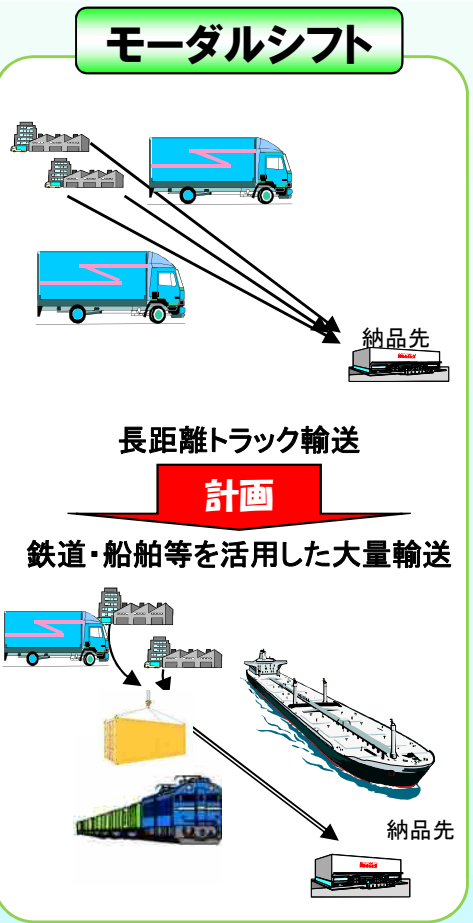 モーダルシフト
納品先
長距離トラック輸送
計画
鉄道・船舶等を活用した大量輸送
納品先